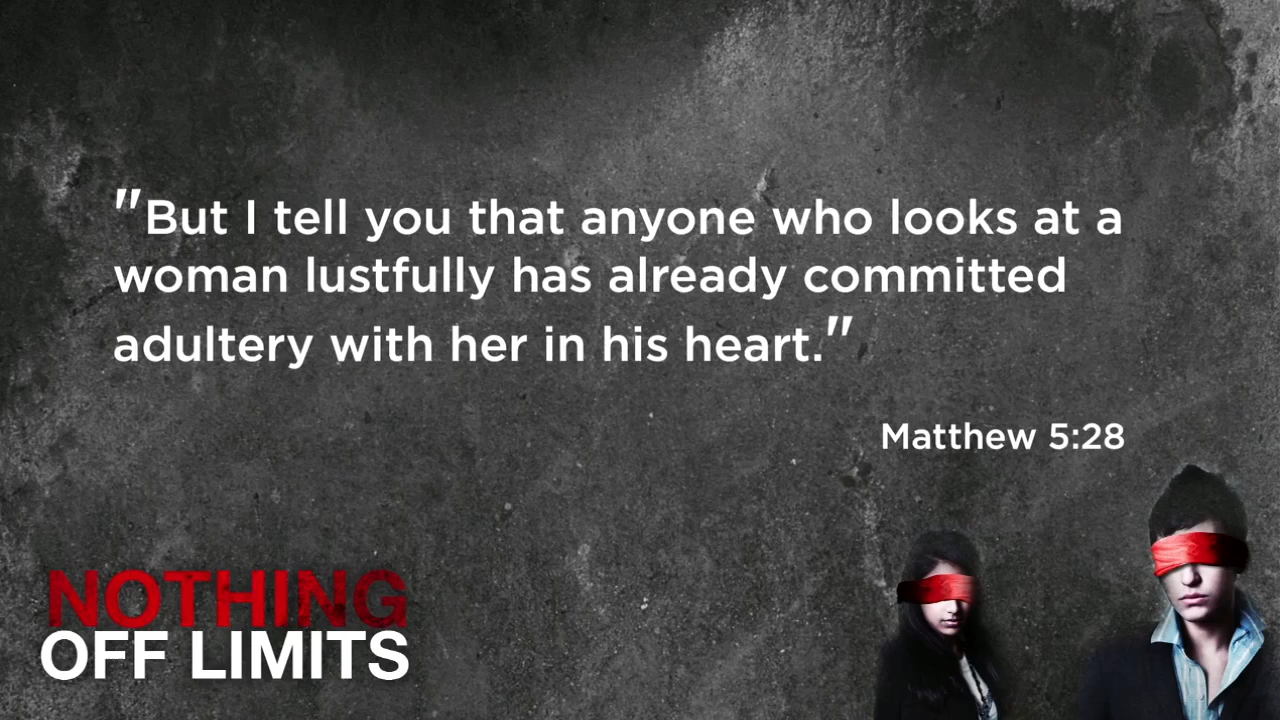 "But I tell you that anyone who looks at a
woman lustfully has already committed
adultery with her in his heart."
Matthew 5:28
NOTHING
OFF LIMITS